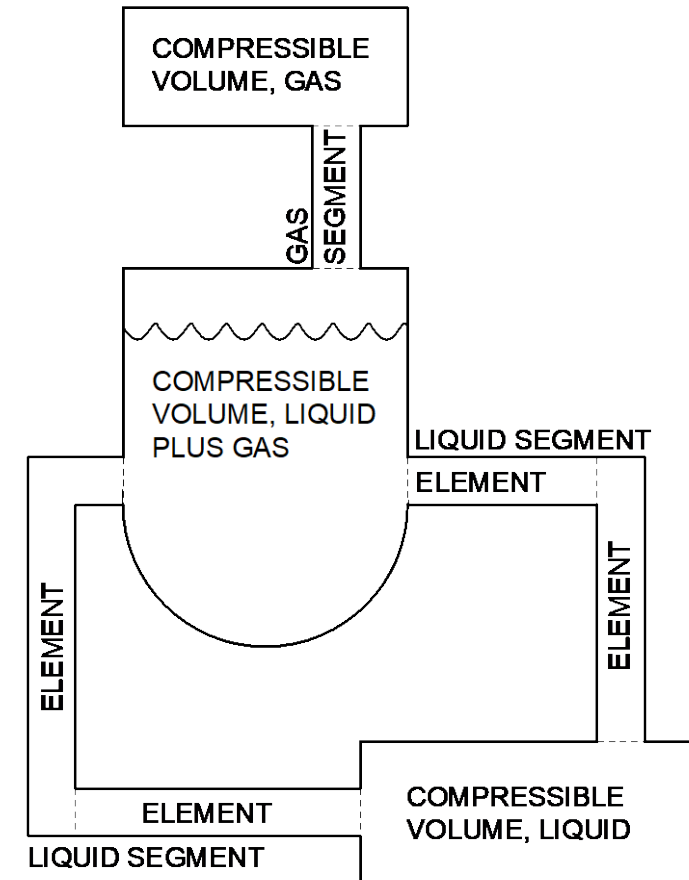 COMPRESSIBLE
VOLUME, GAS
GAS
SEGMENT
COMPRESSIBLE
VOLUME, LIQUID
PLUS GAS
LIQUID SEGMENT
ELEMENT
ELEMENT
ELEMENT
ELEMENT
LIQUID SEGMENT
COMPRESSIBLE
VOLUME, LIQUID